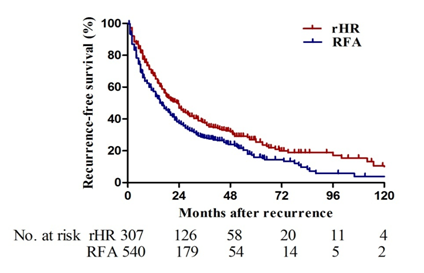 Recurrence-free survival (%)
100
80
60
40
20
0
rHR
RFA
0 24 48 72 96 120
Months after recurrence
No. at risk rHR 307 126 58 20 11 4
RFA 540 179 54 14 5 2